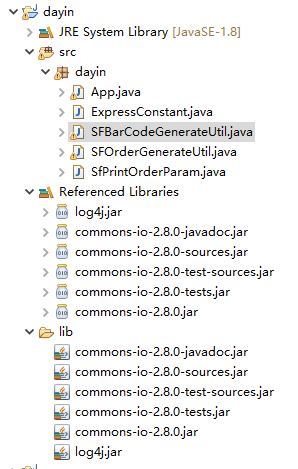 dayin
JRE System Library [JavaSE-1.8]
src
dayin
App.java
ExpressConstant.java
SFBarCodeGenerateUtil.java
SFOrderGenerateUtil.java
SfPrintOrderParam.java
Referenced Libraries
log4j.jar
commons-io-2.8.0-javadoc.jar
commons-io-2.8.0-sources.jar
commons-io-2.8.0-test-sources.jar
commons-io-2.8.0-tests.jar
commons-io-2.8.0.jar
lib
commons-io-2.8.0-javadoc.jar
commons-io-2.8.0-sources.jar
commons-io-2.8.0-test-sources.jar
commons-io-2.8.0-tests.jar
commons-io-2.8.0.jar
log4j.jar